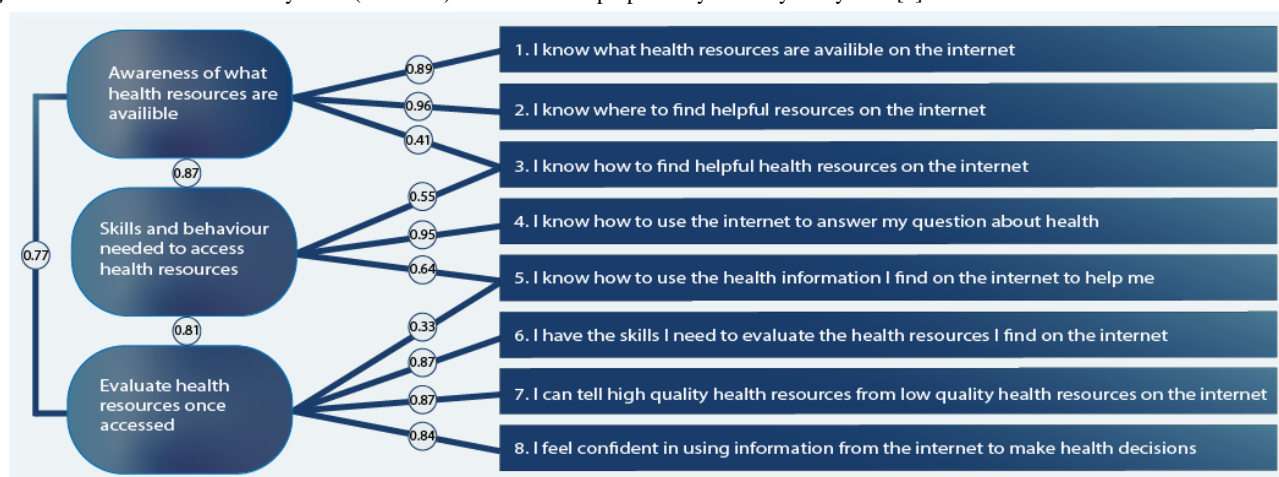 Awareness of what
health resources are
availible
0.87
Skills and behaviour
needed to access
health resources
0.77
0.81
Evaluate health
resources once
accessed
0.89
0.96
0.41
0.55
0.95
0.64
0.33
0.87
0.87
0.84
1. I know what health resources are availible on the internet
2. I know where to find helpful resources on the internet
3. I know how to find helpful health resources on the internet
4. I know how to use the internet to answer my question about health
5. I know how to use the health information I find on the internet to help me
6. I have the skills I need to evaluate the health resources I find on the internet
7. I can tell high quality health resources from low quality health resources on the internet
8. I feel confident in using information from the internet to make health decisions